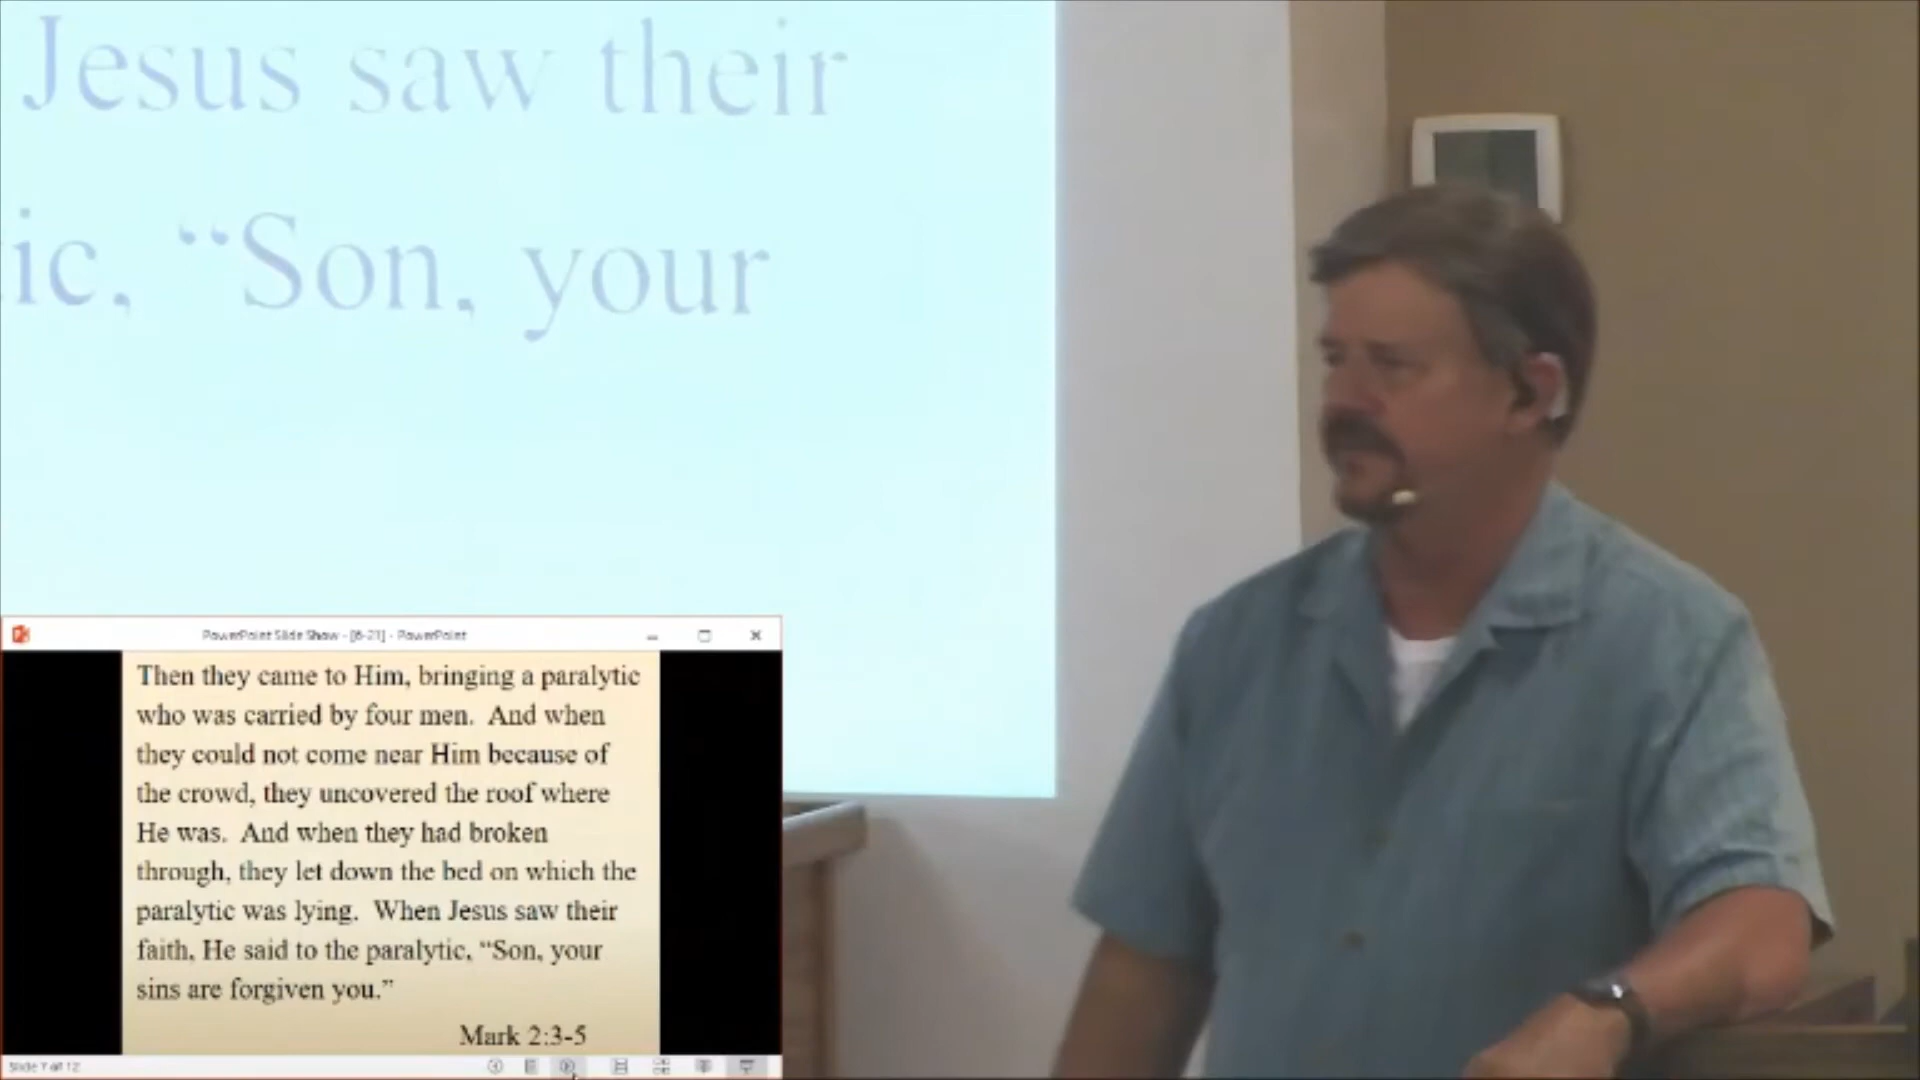 Jesus saw their
ic, “Son, your
PowerPoint Slide Show - [6-21] - PowerPoint
Then they came to Him, bringing a paralytic
who was carried by four men.  And when
they could not come near Him because of
the crowd, they uncovered the roof where
He was.  And when they had broken
through, they let down the bed on which the
paralytic was lying.  When Jesus saw their
faith, He said to the paralytic, “Son, your
sins are forgiven you.”
Mark 2:3-5
Slide 7 of 12